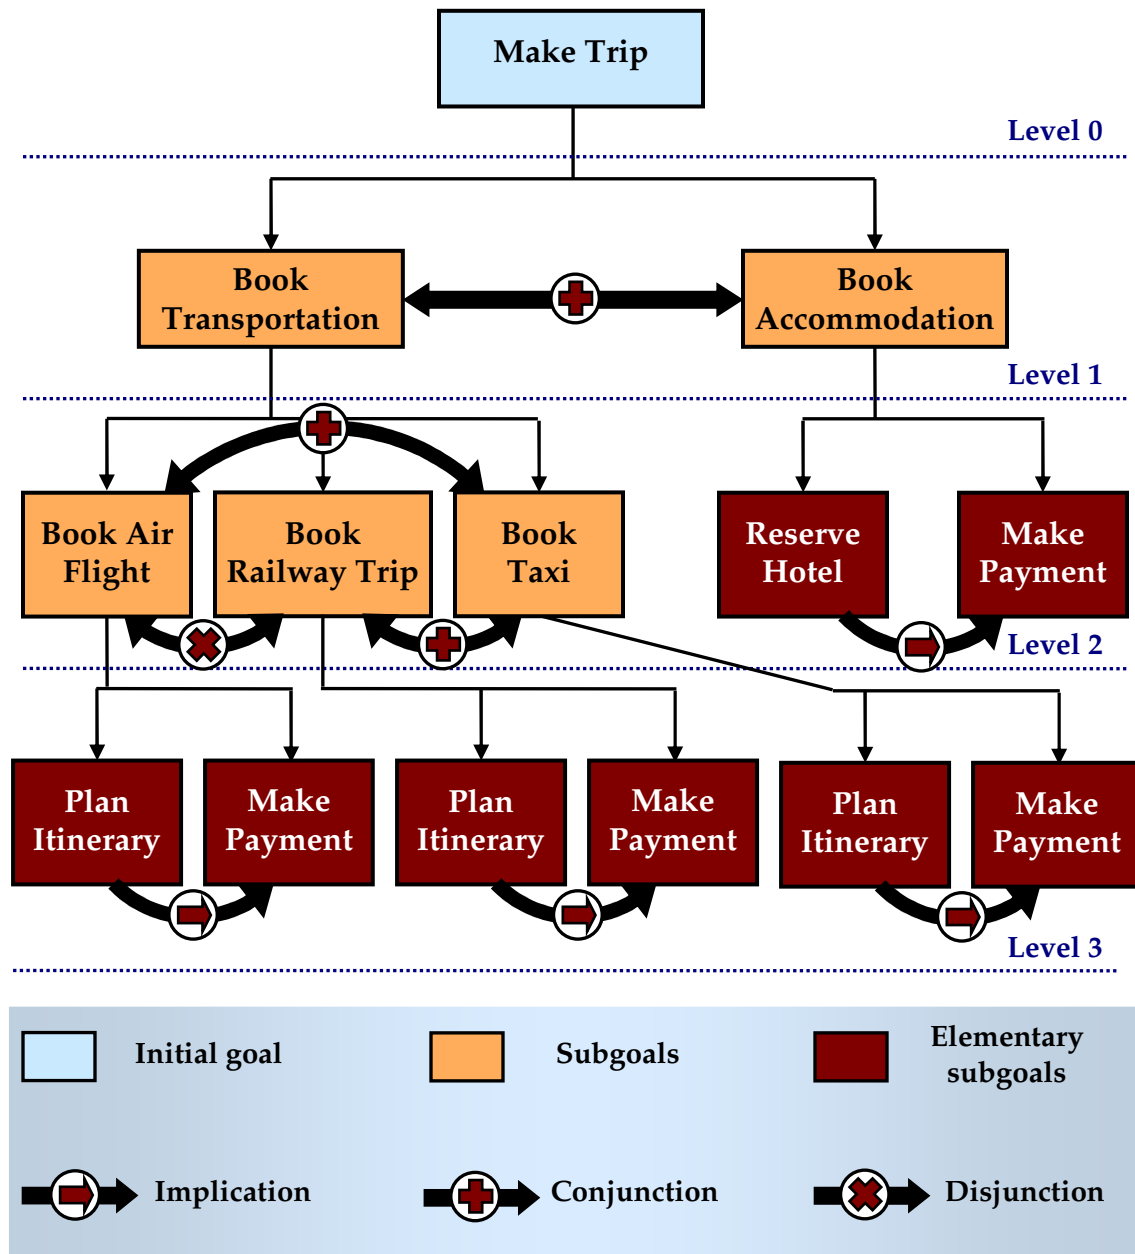 Make Trip
Level 0
Book
Transportation
Book
Accommodation
Level 1
Book Air
Flight
Book
Railway Trip
Book
Taxi
Reserve
Hotel
Make
Payment
Level 2
Plan
Itinerary
Make
Payment
Plan
Itinerary
Make
Payment
Plan
Itinerary
Make
Payment
Level 3
Initial goal
Subgoals
Elementary
subgoals
Implication
Conjunction
Disjunction